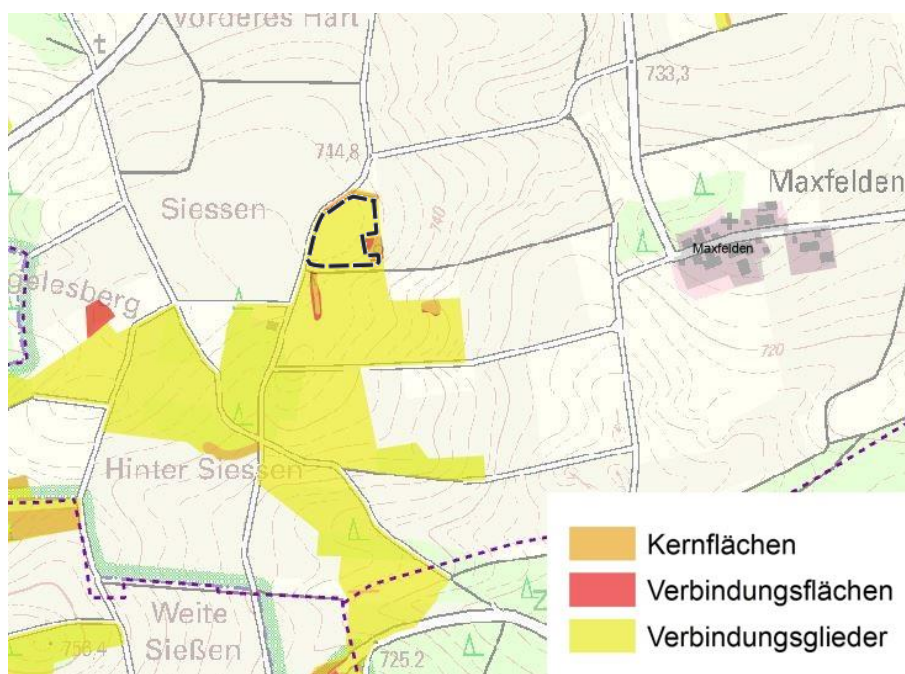 Vorderes Hart
t
733,3
744,8
Maxfelden
Siessen
740
Maxfelden
gelesberg
720
Hinter Siessen
Kernflächen
Verbindungsflächen
Z
Weite
Verbindungsglieder
Sießen
725.2